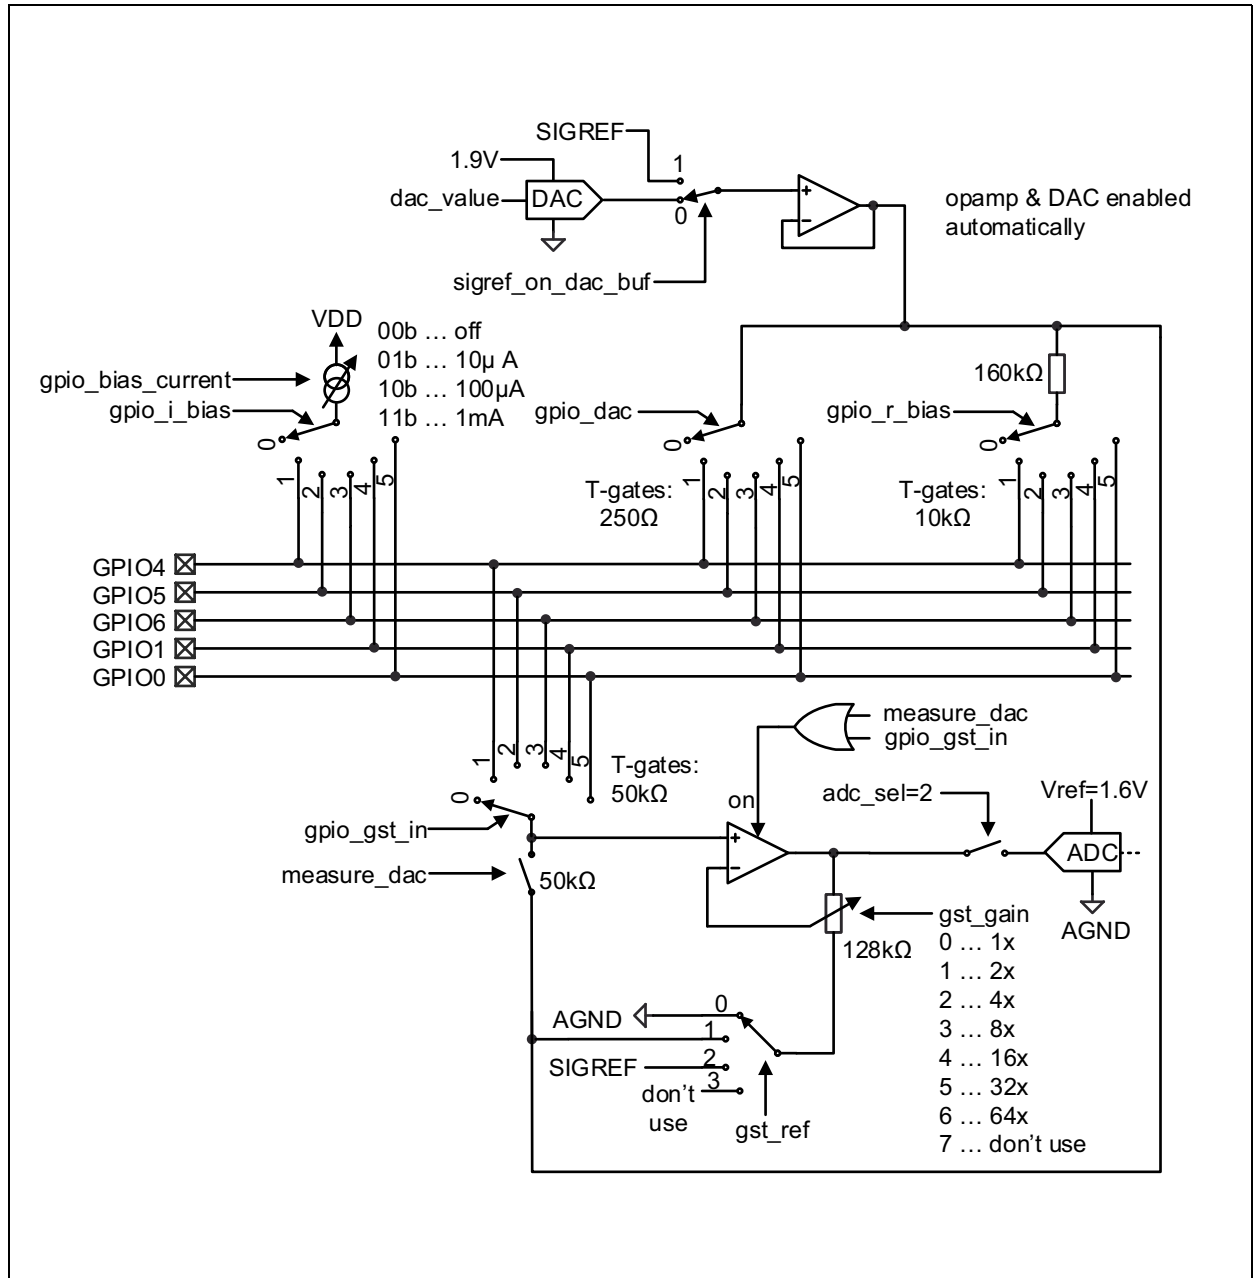 SIGREF
1
1.9V
dac_value
DAC
0
opamp & DAC enabled
automatically
sigref_on_dac_buf
VDD
00b … off
01b … 10µ A
10b … 100µA
11b … 1mA
gpio_bias_current
gpio_i_bias
0
1
2
3
4
5
gpio_dac
0
1
2
3
4
5
T-gates:
250Ω
160kΩ
gpio_r_bias
0
1
2
3
4
5
T-gates:
10kΩ
GPIO4
GPIO5
GPIO6
GPIO1
GPIO0
1
2
3
4
5
0
T-gates:
50kΩ
gpio_gst_in
measure_dac
50kΩ
measure_dac
gpio_gst_in
on
+
−
+
−
adc_sel=2
Vref=1.6V
ADC
AGND
128kΩ
gst_gain
0 … 1x
1 … 2x
2 … 4x
3 … 8x
4 … 16x
5 … 32x
6 … 64x
7 … don't use
AGND
0
1
SIGREF
2
don't
use
3
gst_ref